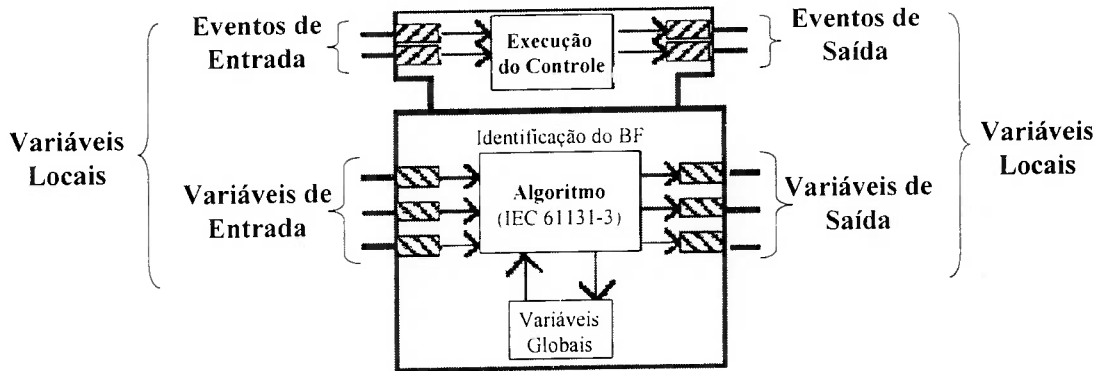 Eventos de
Entrada
Execução
do Controle
Eventos de
Saída
Variáveis
Locais
Identificação do BF
Variáveis
Locais
Variáveis de
Entrada
Algoritmo
(IEC 61131-3)
Variáveis de
Saída
Variáveis
Globais